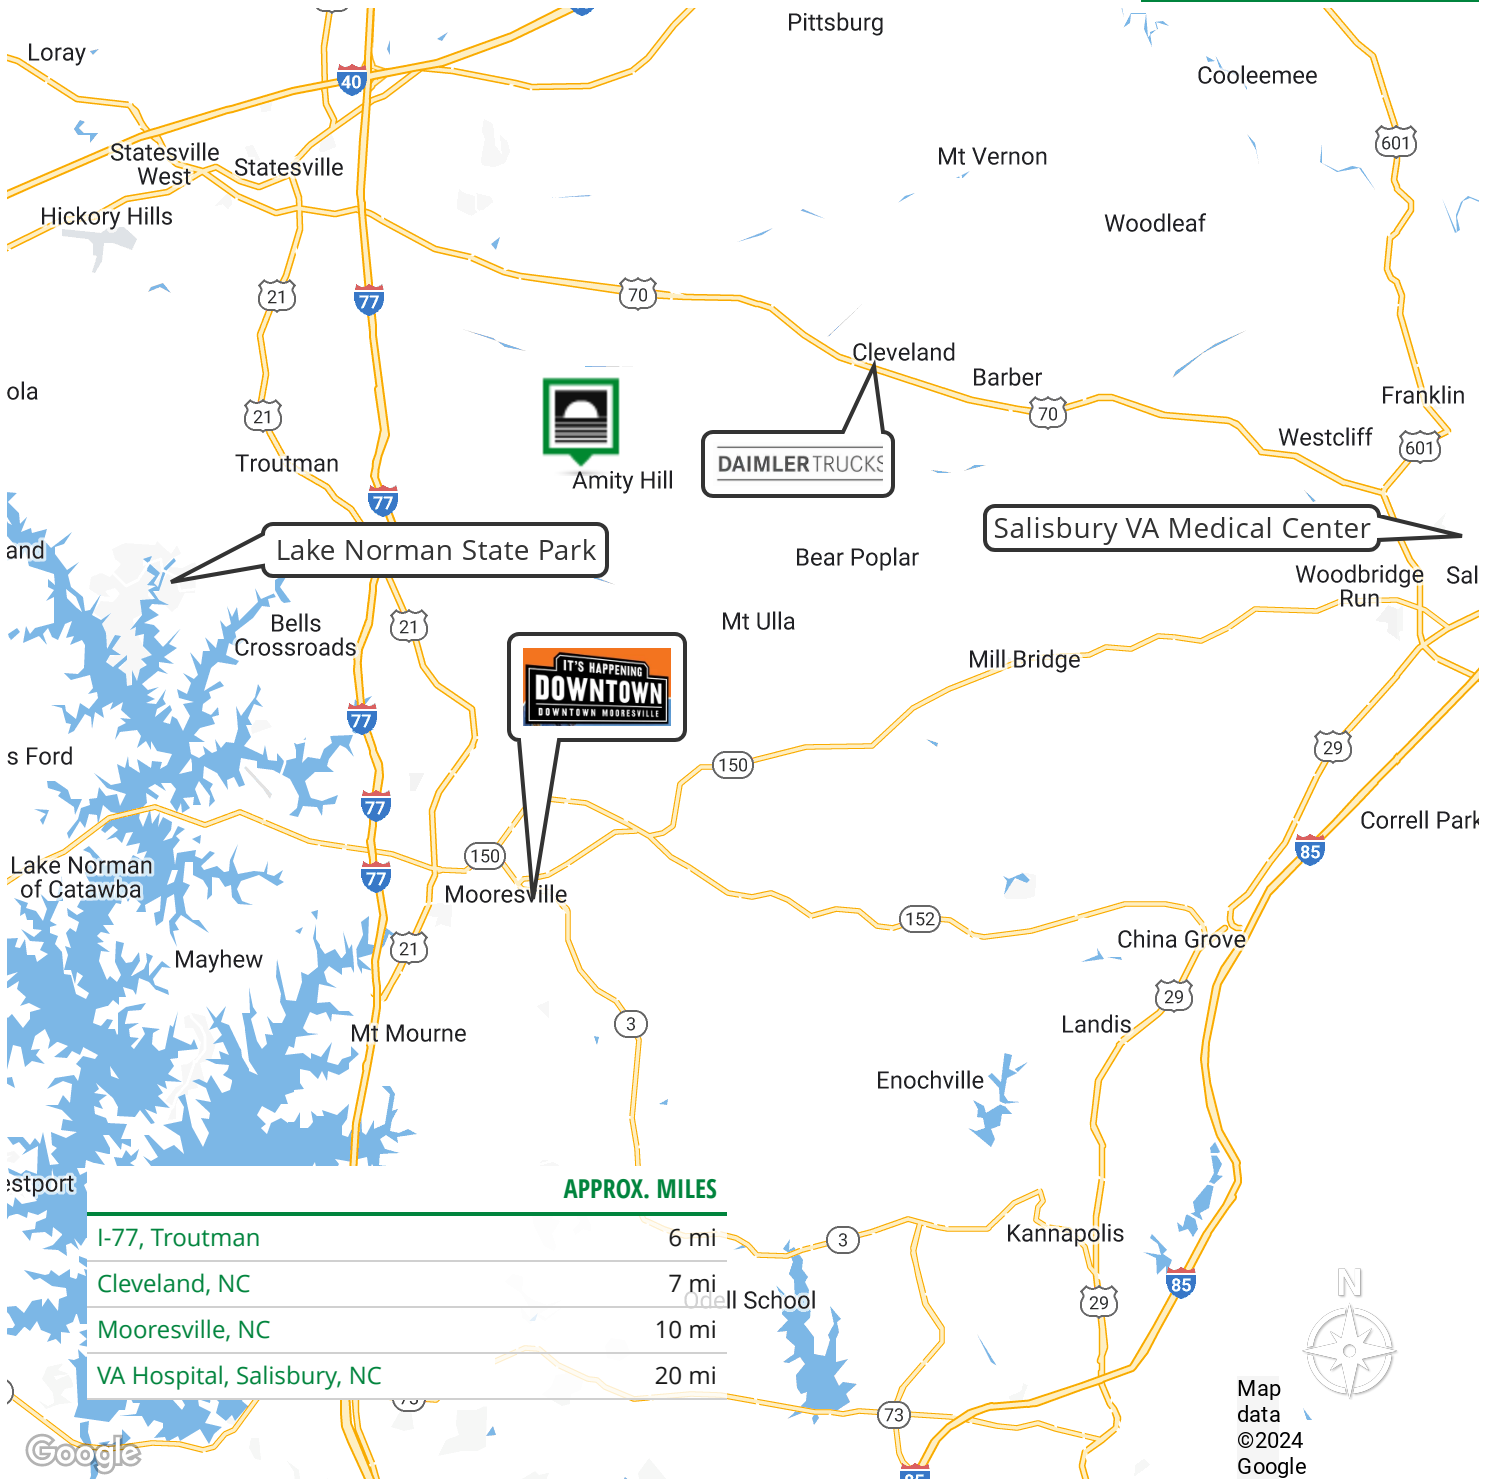 Pittsburg
Loray
Cooleemee
40
601
Statesville
West
Statesville
Mt Vernon
Hickory Hills
Woodleaf
21
77
70
Cleveland
Barber
ola
Franklin
21
70
Westcliff
601
Troutman
DAIMLERTRUCKS
Amity Hill
77
Salisbury VA Medical Center
and
Lake Norman State Park
Bear Poplar
Woodbridge
Run
Sal
Bells
Crossroads
21
Mt Ulla
Mill Bridge
IT'S HAPPENING
DOWNTOWN
DOWNTOWN MOORESVILLE
77
s Ford
150
29
77
Correll Park
150
85
Lake Norman
of Catawba
77
Mooresville
152
China Grove
21
Mayhew
29
3
Landis
Mt Mourne
Enochville
estport
APPROX. MILES
I-77, Troutman 6 mi
Cleveland, NC 7 mi
Mooresville, NC 10 mi
VA Hospital, Salisbury, NC 20 mi
3
Kannapolis
85
29
Odell School
N
73
73
85
Map
data
©2024
Google
Google